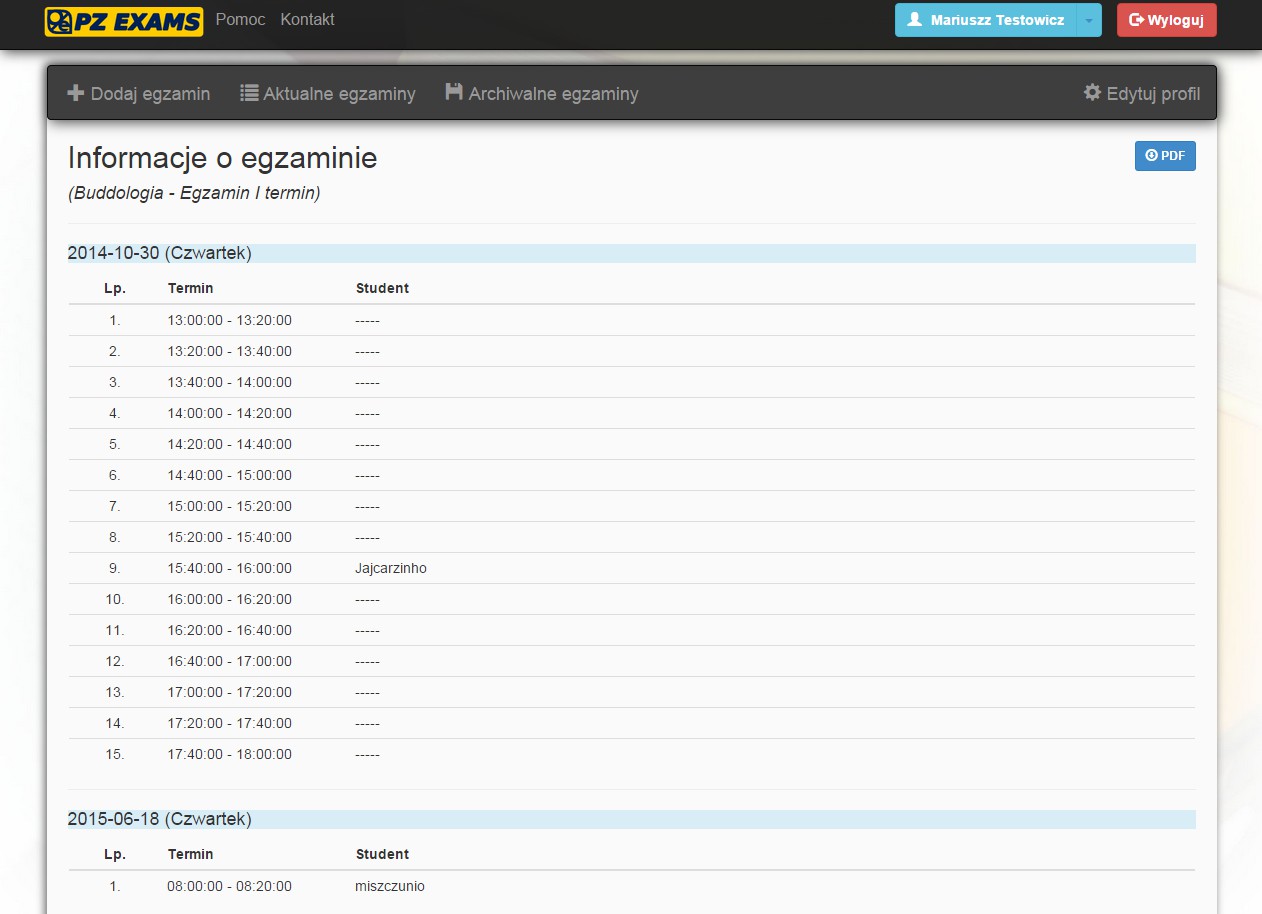 PZ EXAMS Pomoc Kontakt Mariuszz Testowicz Wyloguj
Dodaj egzamin Aktualne egzaminy Archiwalne egzaminy Edytuj profil
Informacje o egzaminie PDF
(Buddologia - Egzamin I termin)
2014-10-30 (Czwartek)
Lp. Termin Student
1. 13:00:00 - 13:20:00 -----
2. 13:20:00 - 13:40:00 -----
3. 13:40:00 - 14:00:00 -----
4. 14:00:00 - 14:20:00 -----
5. 14:20:00 - 14:40:00 -----
6. 14:40:00 - 15:00:00 -----
7. 15:00:00 - 15:20:00 -----
8. 15:20:00 - 15:40:00 -----
9. 15:40:00 - 16:00:00 Jajcarzinho
10. 16:00:00 - 16:20:00 -----
11. 16:20:00 - 16:40:00 -----
12. 16:40:00 - 17:00:00 -----
13. 17:00:00 - 17:20:00 -----
14. 17:20:00 - 17:40:00 -----
15. 17:40:00 - 18:00:00 -----
2015-06-18 (Czwartek)
Lp. Termin Student
1. 08:00:00 - 08:20:00 miszczunio